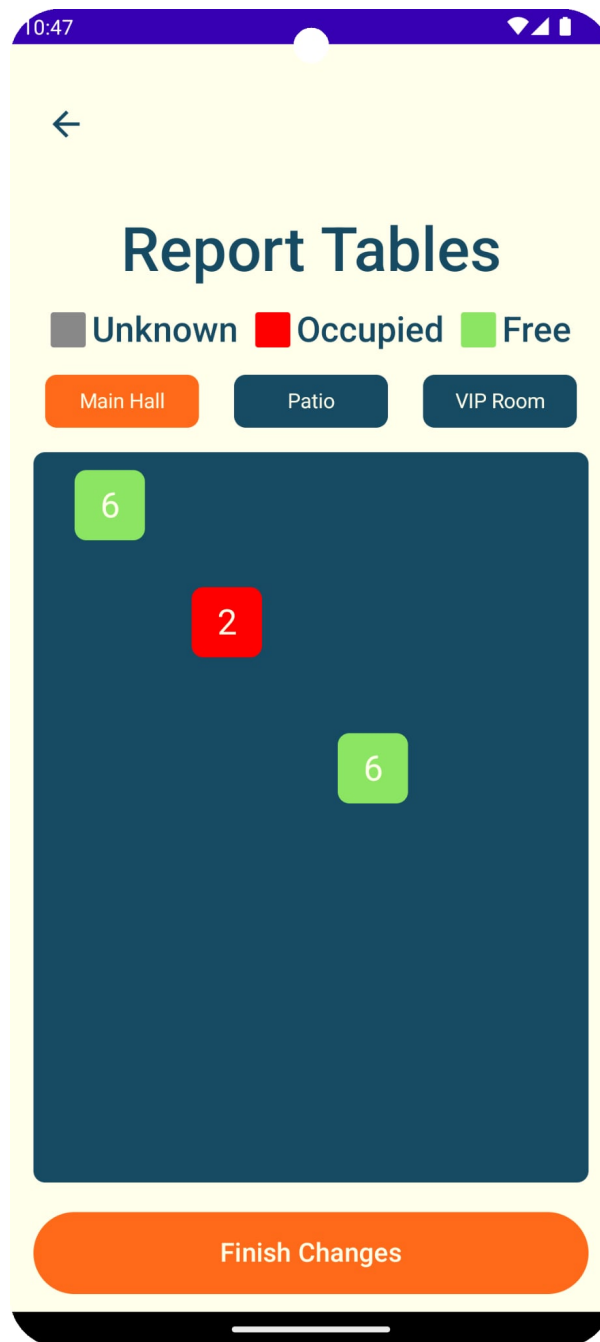 10:47
Report Tables
Unknown Occupied Free
Main Hall Patio VIP Room
6
2
6
Finish Changes